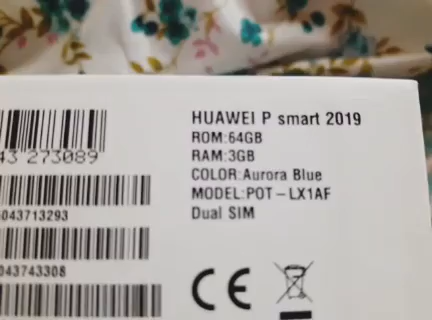 HUAWEI P smart 2019
ROM:64GB
RAM:3GB
COLOR:Aurora Blue
MODEL:POT-LX1AF
Dual SIM
43 273089
043713293
043743308
CE